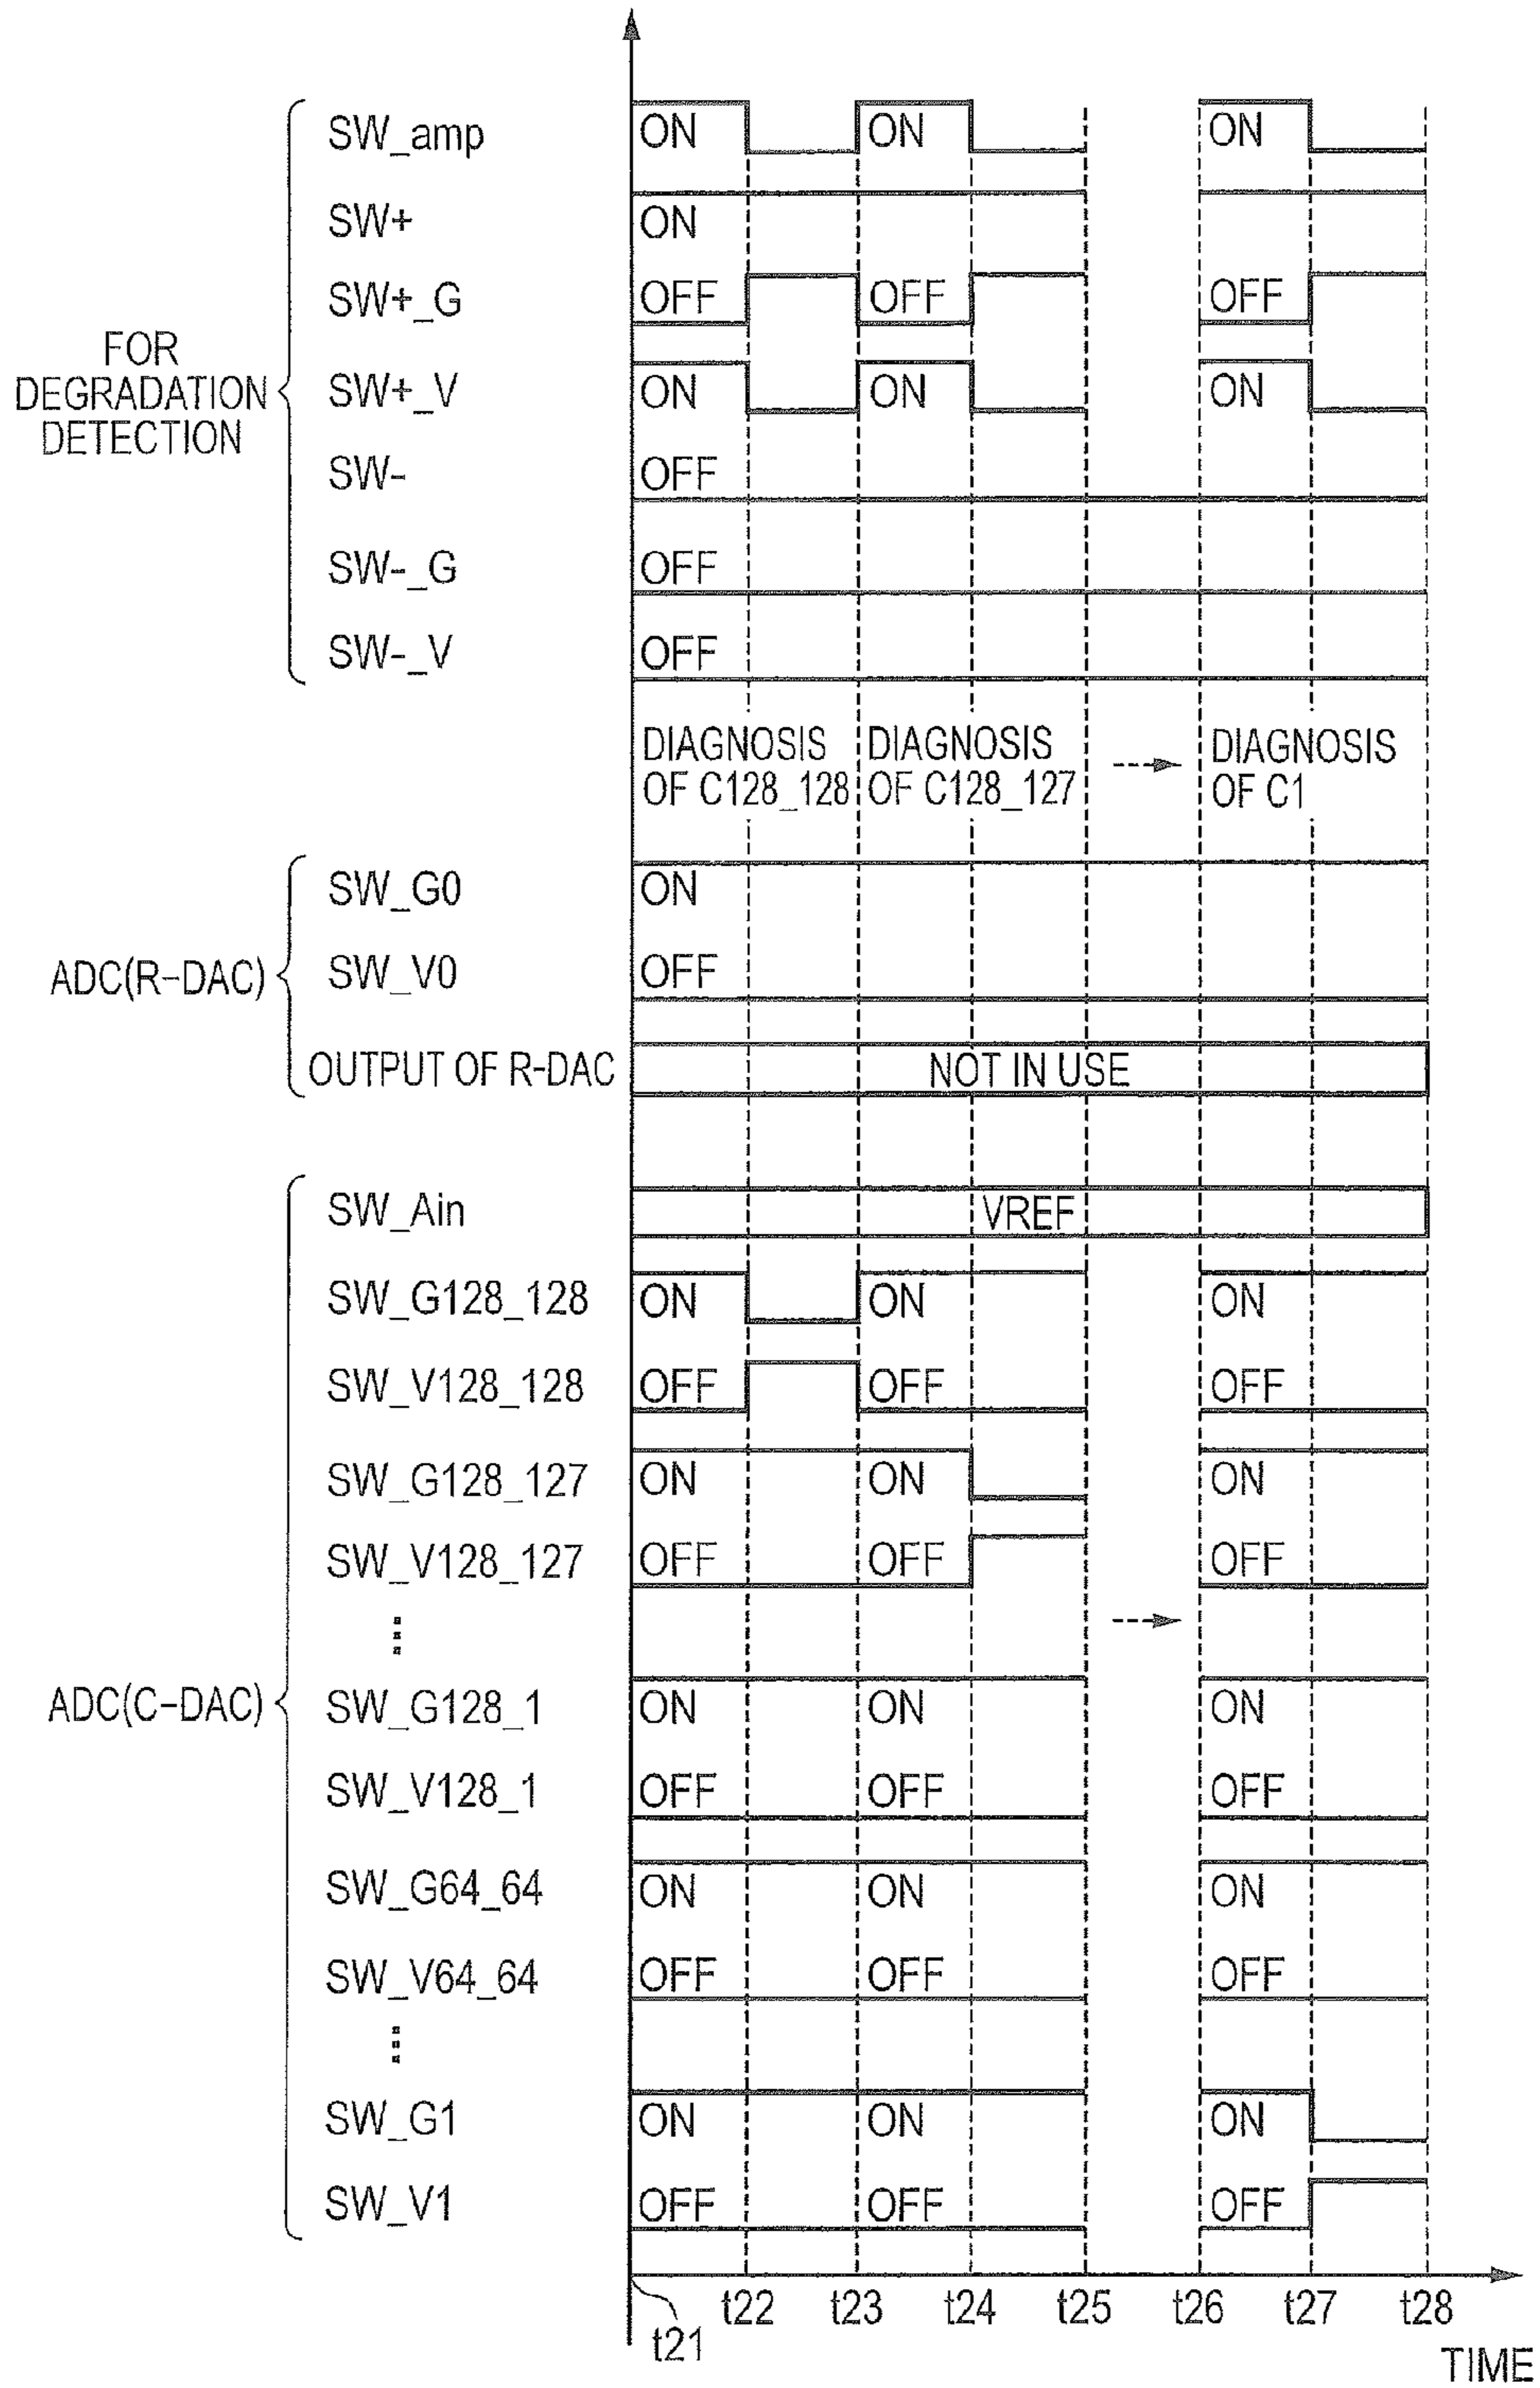 FOR
DEGRADATION
DETECTION
SW_amp ON ON ON
SW+ ON
SW+_G OFF OFF OFF
SW+_V ON ON ON
SW- OFF
SW-_G OFF
SW-_V OFF
DIAGNOSIS
OF C128_128
DIAGNOSIS
OF C128_127
DIAGNOSIS
OF C1
ADC(R-DAC)
SW_G0 ON
SW_V0 OFF
OUTPUT OF R-DAC NOT IN USE
ADC(C-DAC)
SW_Ain VREF
SW_G128_128 ON ON ON
SW_V128_128 OFF OFF OFF
SW_G128_127 ON ON ON
SW_V128_127 OFF OFF OFF
SW_G128_1 ON ON ON
SW_V128_1 OFF OFF OFF
SW_G64_64 ON ON ON
SW_V64_64 OFF OFF OFF
SW_G1 ON ON ON
SW_V1 OFF OFF OFF
t21 t22 t23 t24 t25 t26 t27 t28
TIME